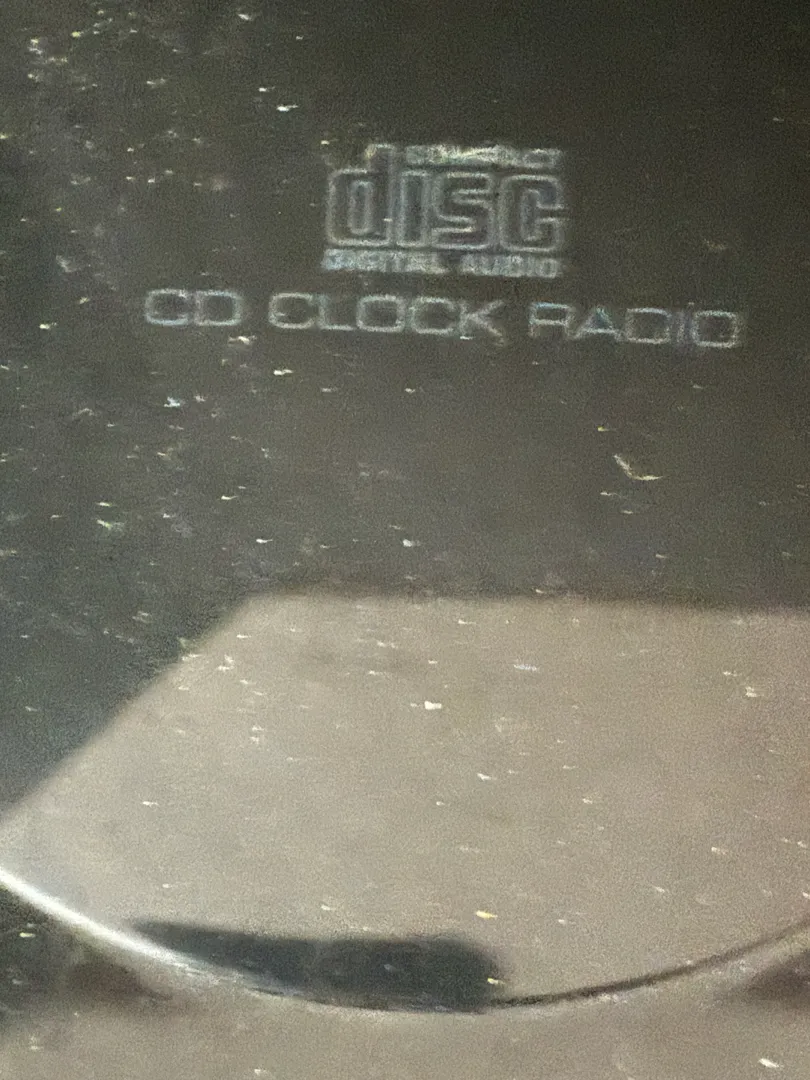 COMPACT
disc
DIGITAL AUDIO
CD CLOCK RADIO